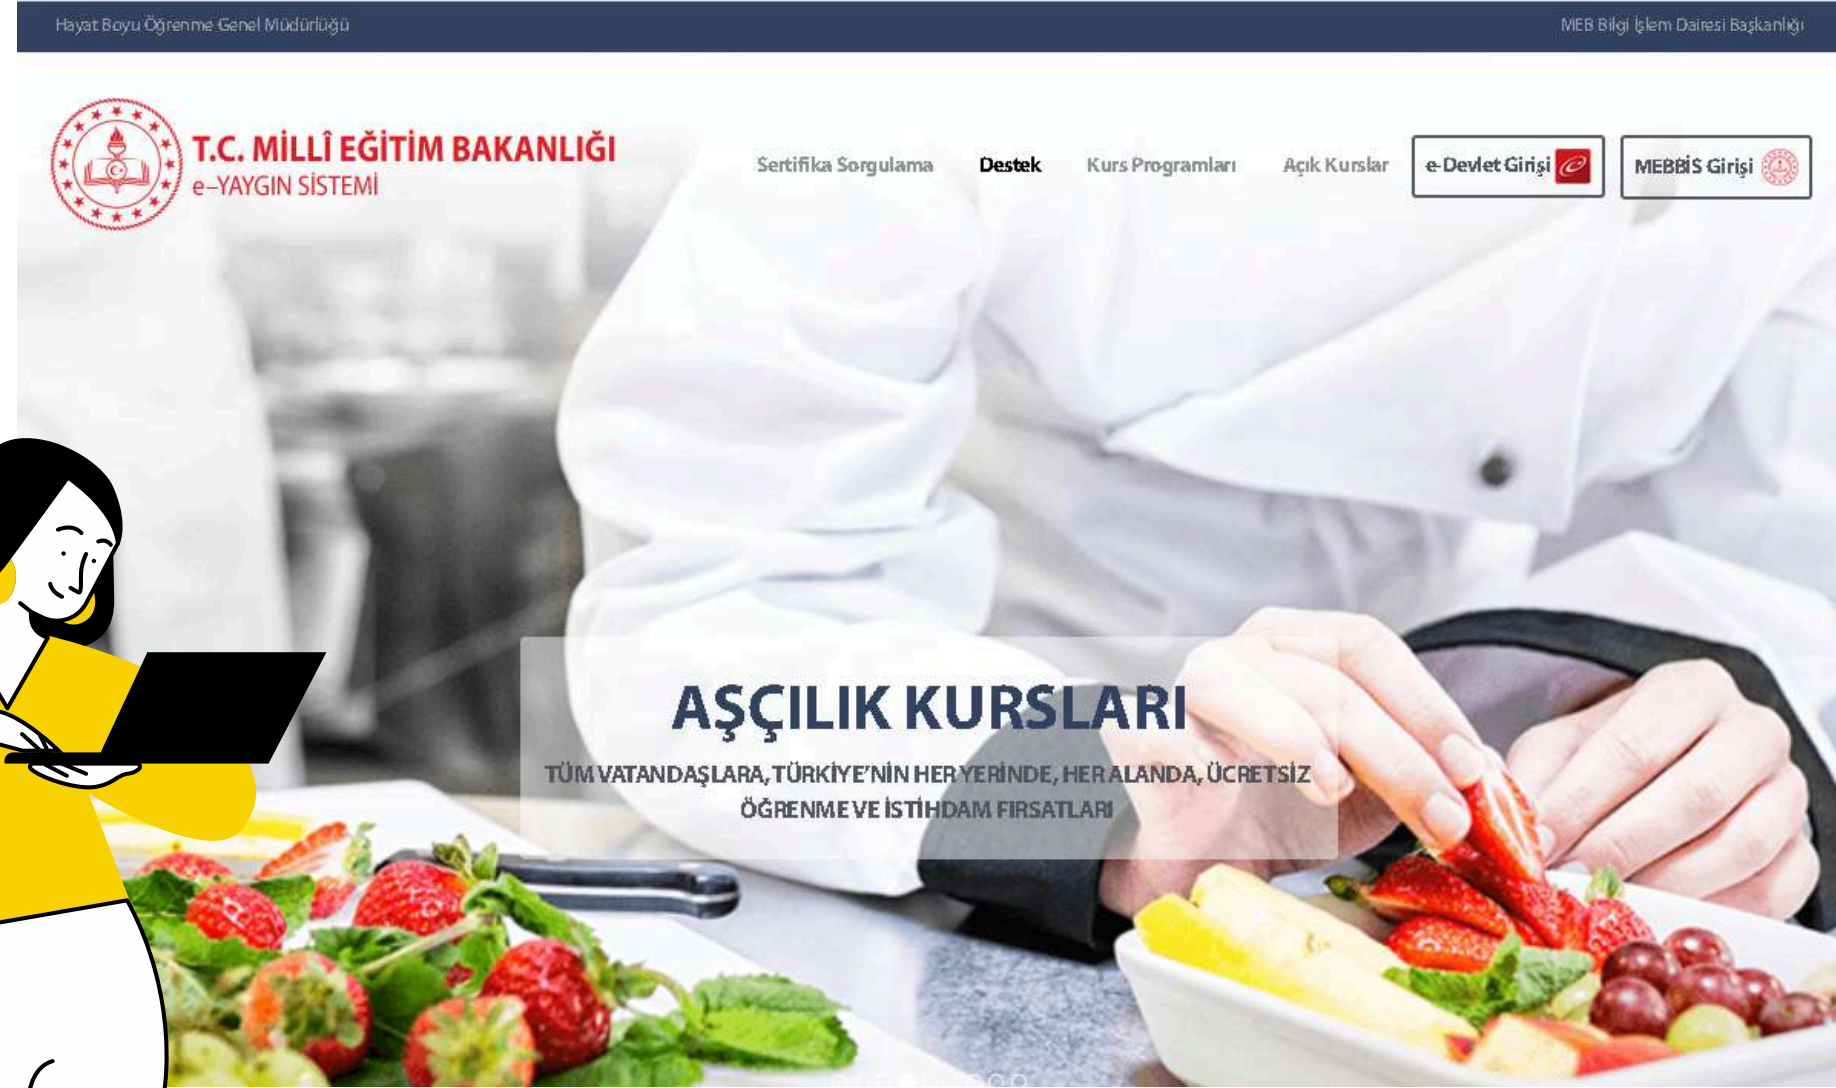 Hayat Boyu Öğrenme Genel Müdürlüğü
MEB Bilgi İşlem Dairesi Başkanlığı
T.C. MİLLÎ EĞİTİM BAKANLIĞI
e-YAYGIN SİSTEMİ
Sertifika Sorgulama
Destek
Kurs Programları
Açık Kurslar
e-Devlet Girişi
MEBBİS Girişi
AŞÇILIK KURSLARI
TÜM VATANDAŞLARA, TÜRKİYE'NİN HER YERİNDE, HER ALANDA, ÜCRETSİZ
ÖĞRENME VE İSTİHDAM FIRSATLARI